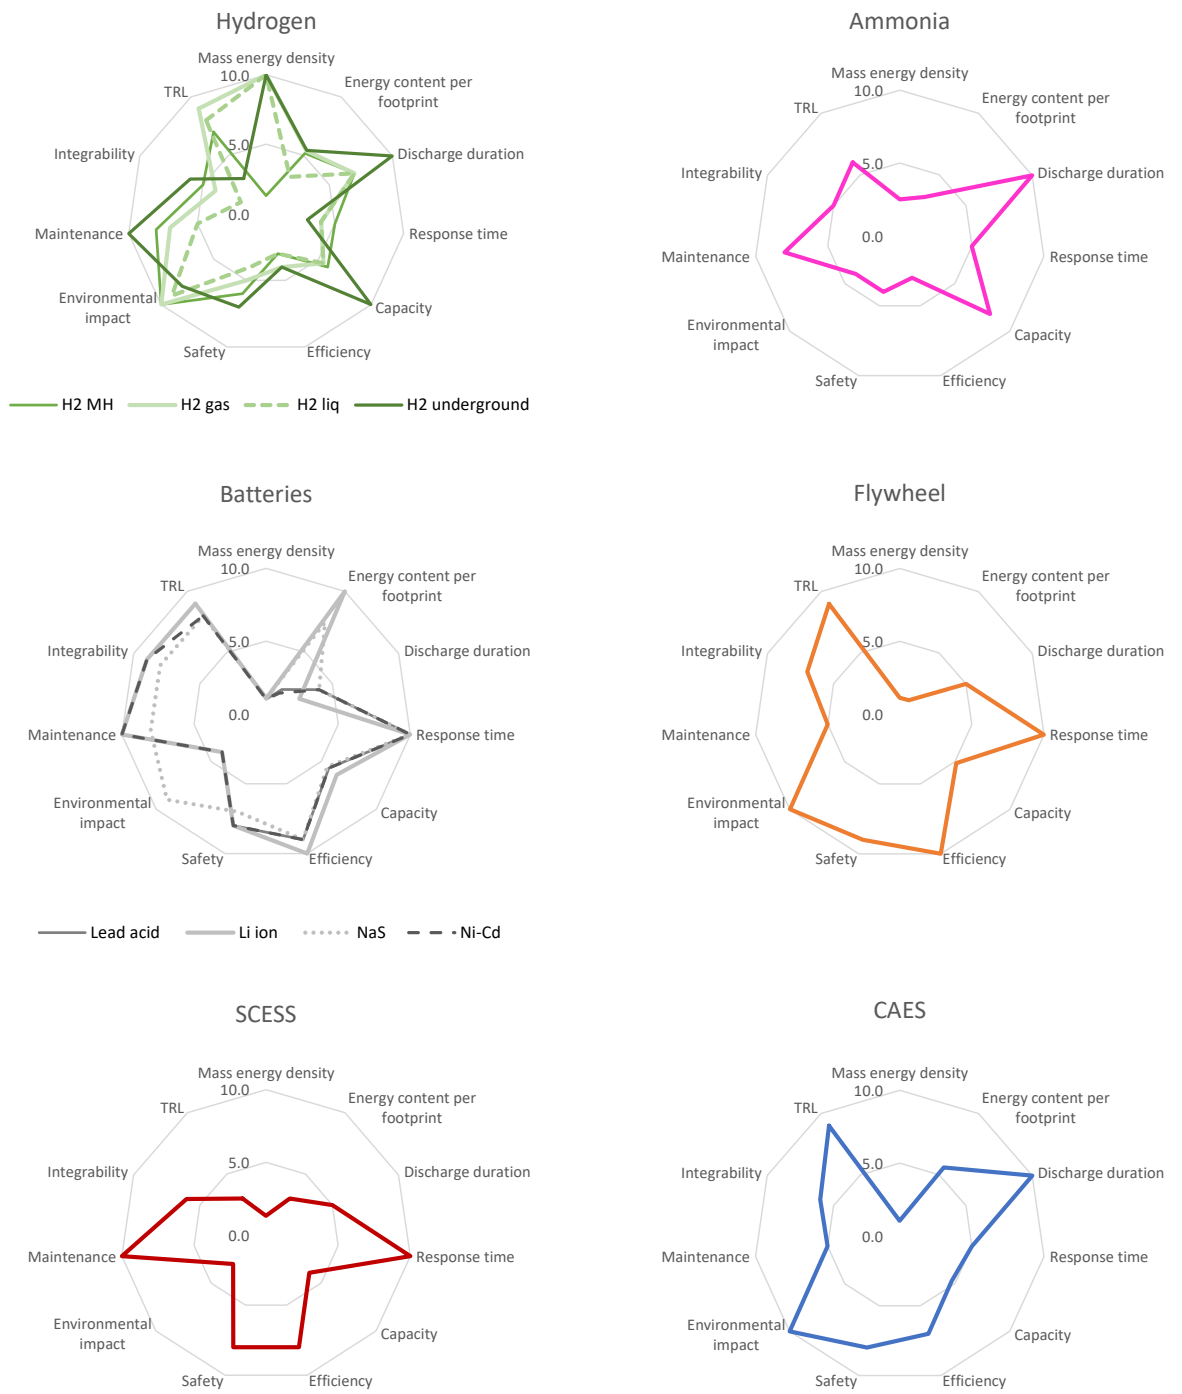 Hydrogen
Mass energy density
10.0
Energy content per
footprint
TRL
5.0
Integrability
Discharge duration
0.0
Maintenance
Response time
Environmental
impact
Capacity
Safety
Efficiency
H2 MH H2 gas H2 liq H2 underground
Ammonia
Mass energy density
10.0
Energy content per
footprint
TRL
5.0
Integrability
Discharge duration
0.0
Maintenance
Response time
Environmental
impact
Capacity
Safety
Efficiency
Batteries
Mass energy density
10.0
Energy content per
footprint
TRL
5.0
Integrability
Discharge duration
0.0
Maintenance
Response time
Environmental
impact
Capacity
Safety
Efficiency
Lead acid Li ion NaS Ni-Cd
Flywheel
Mass energy density
10.0
Energy content per
footprint
TRL
5.0
Integrability
Discharge duration
0.0
Maintenance
Response time
Environmental
impact
Capacity
Safety
Efficiency
SCESS
Mass energy density
10.0
Energy content per
footprint
TRL
5.0
Integrability
Discharge duration
0.0
Maintenance
Response time
Environmental
impact
Capacity
Safety
Efficiency
CAES
Mass energy density
10.0
Energy content per
footprint
TRL
5.0
Integrability
Discharge duration
0.0
Maintenance
Response time
Environmental
impact
Capacity
Safety
Efficiency